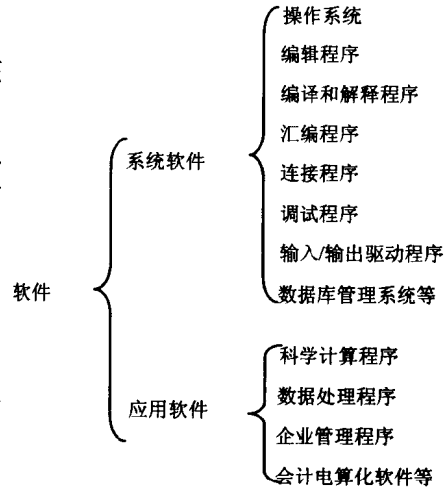 操作系统
编辑程序
编译和解释程序
汇编程序
系统软件
连接程序
调试程序
输入/输出驱动程序
软件
数据库管理系统等
科学计算程序
数据处理程序
应用软件
企业管理程序
会计电算化软件等